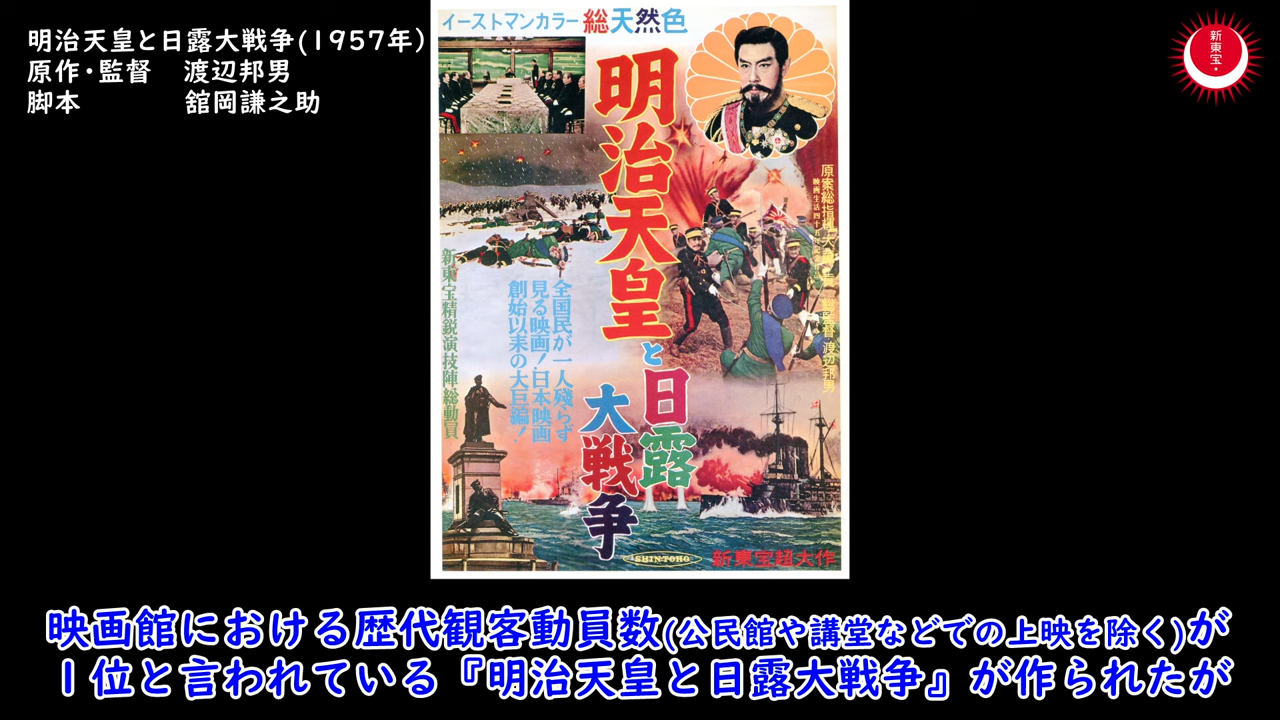 明治天皇と日露大戦争(1957年)
原作・監督 渡辺邦男
脚本 舘岡謙之助
イーストマンカラー総天然色
新東宝・
明治天皇と
日露
大戦争
全国民が一人残らず
見る映画!日本映画
創始以来の大巨編!
新東宝精鋭演技陣総動員
SHINTOHO
新東宝超大作
映画館における歴代観客動員数(公民館や講堂などでの上映を除く)が
1位と言われている『明治天皇と日露大戦争』が作られたが